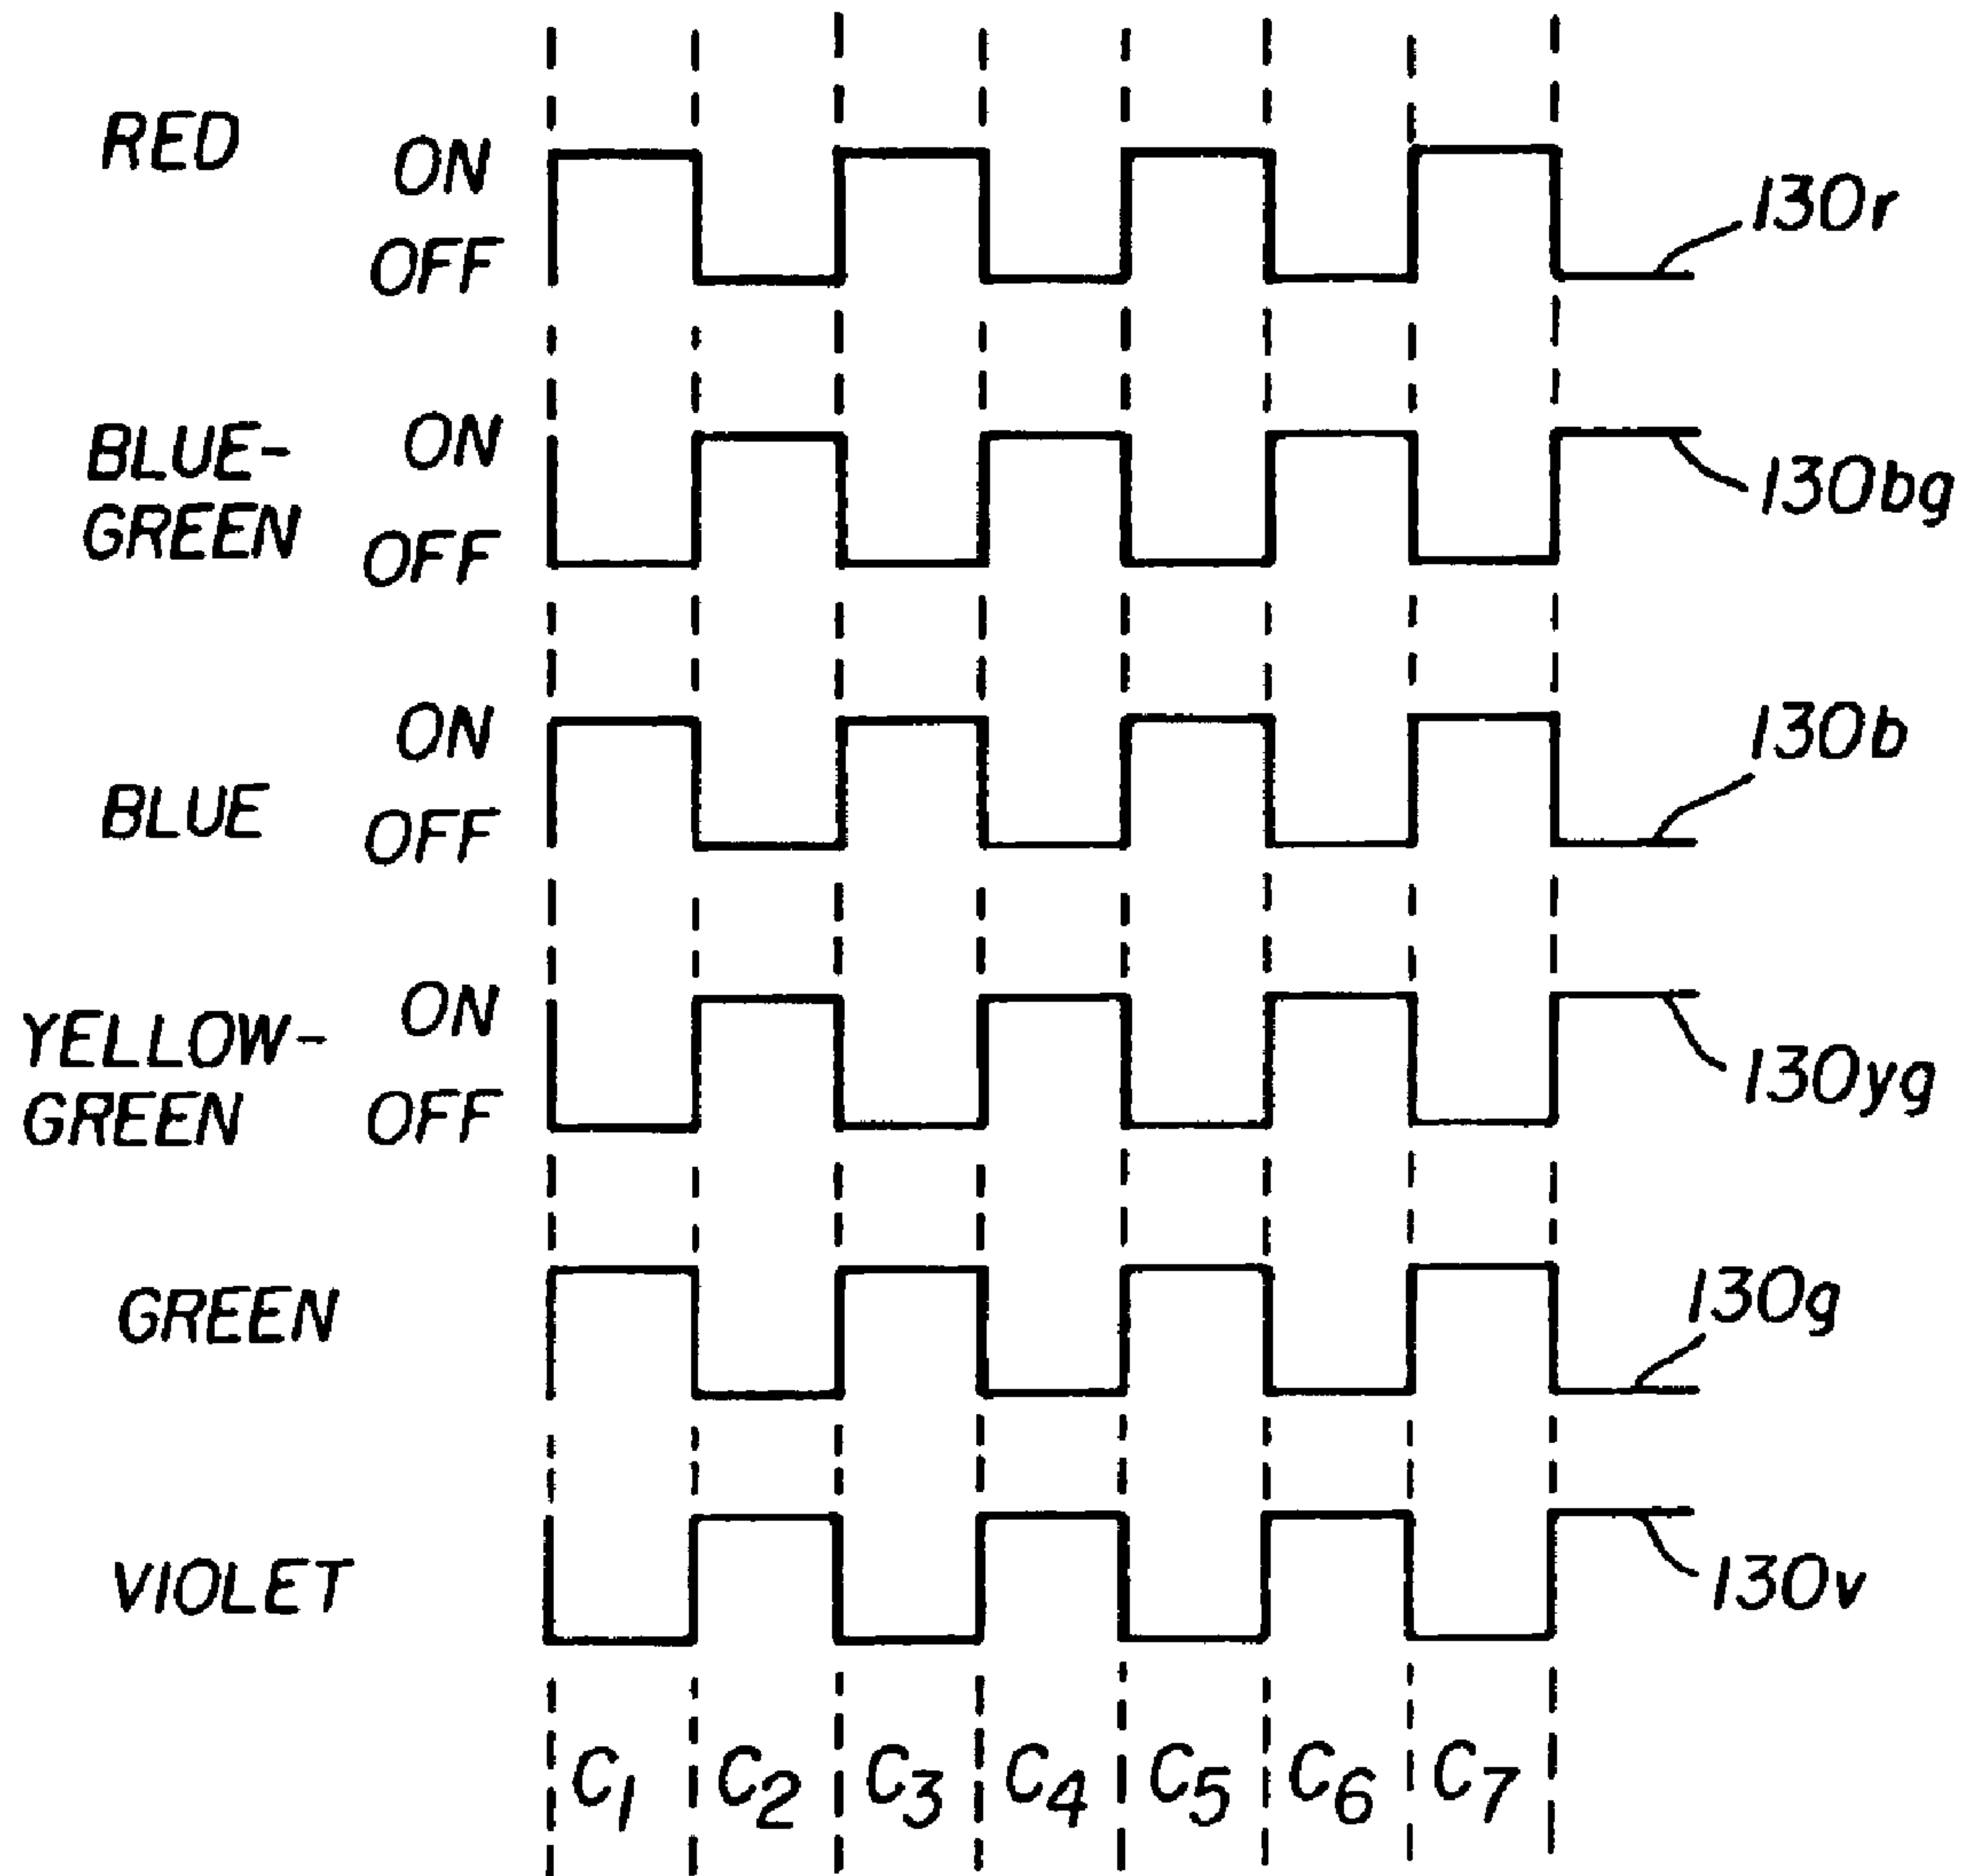 RED
ON
OFF
130r
BLUE-
GREEN
ON
OFF
130bg
ON
OFF
BLUE
130b
YELLOW-
GREEN
ON
OFF
130yg
GREEN
130g
VIOLET
130v
C1 C2 C3 C4 C5 C6 C7